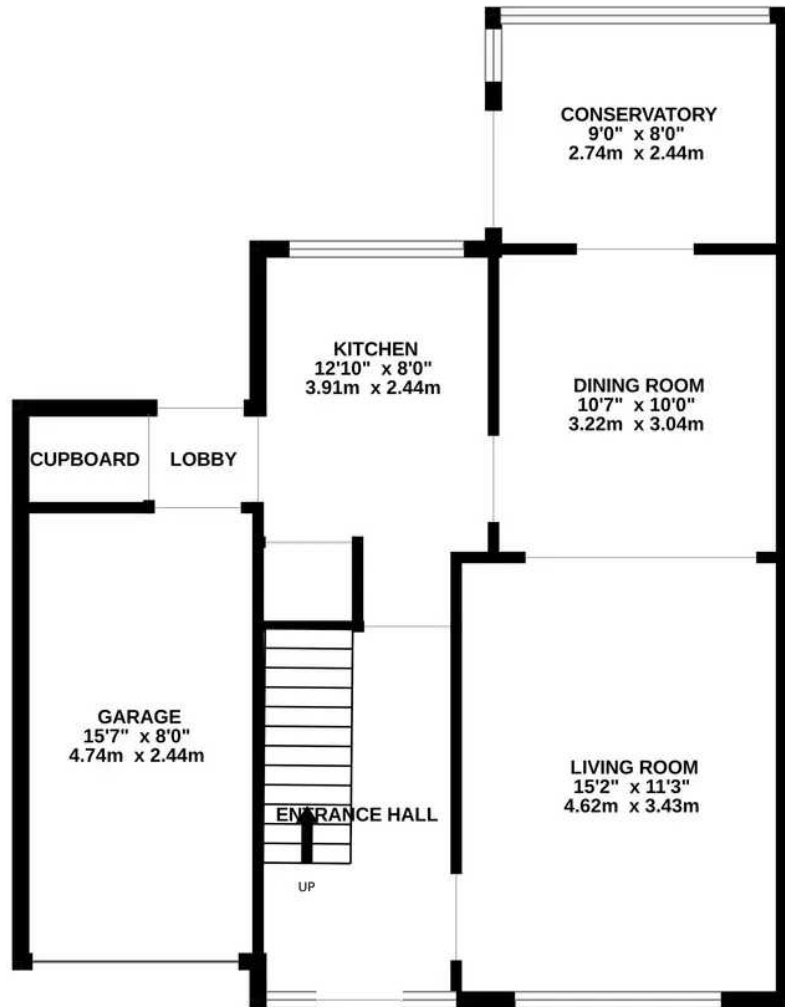 CONSERVATORY
9'0" x 8'0"
2.74m x 2.44m
KITCHEN
12'10" x 8'0"
3.91m x 2.44m
DINING ROOM
10'7" x 10'0"
3.22m x 3.04m
CUPBOARD
LOBBY
GARAGE
15'7" x 8'0"
4.74m x 2.44m
LIVING ROOM
15'2" x 11'3"
4.62m x 3.43m
ENTRANCE HALL
UP